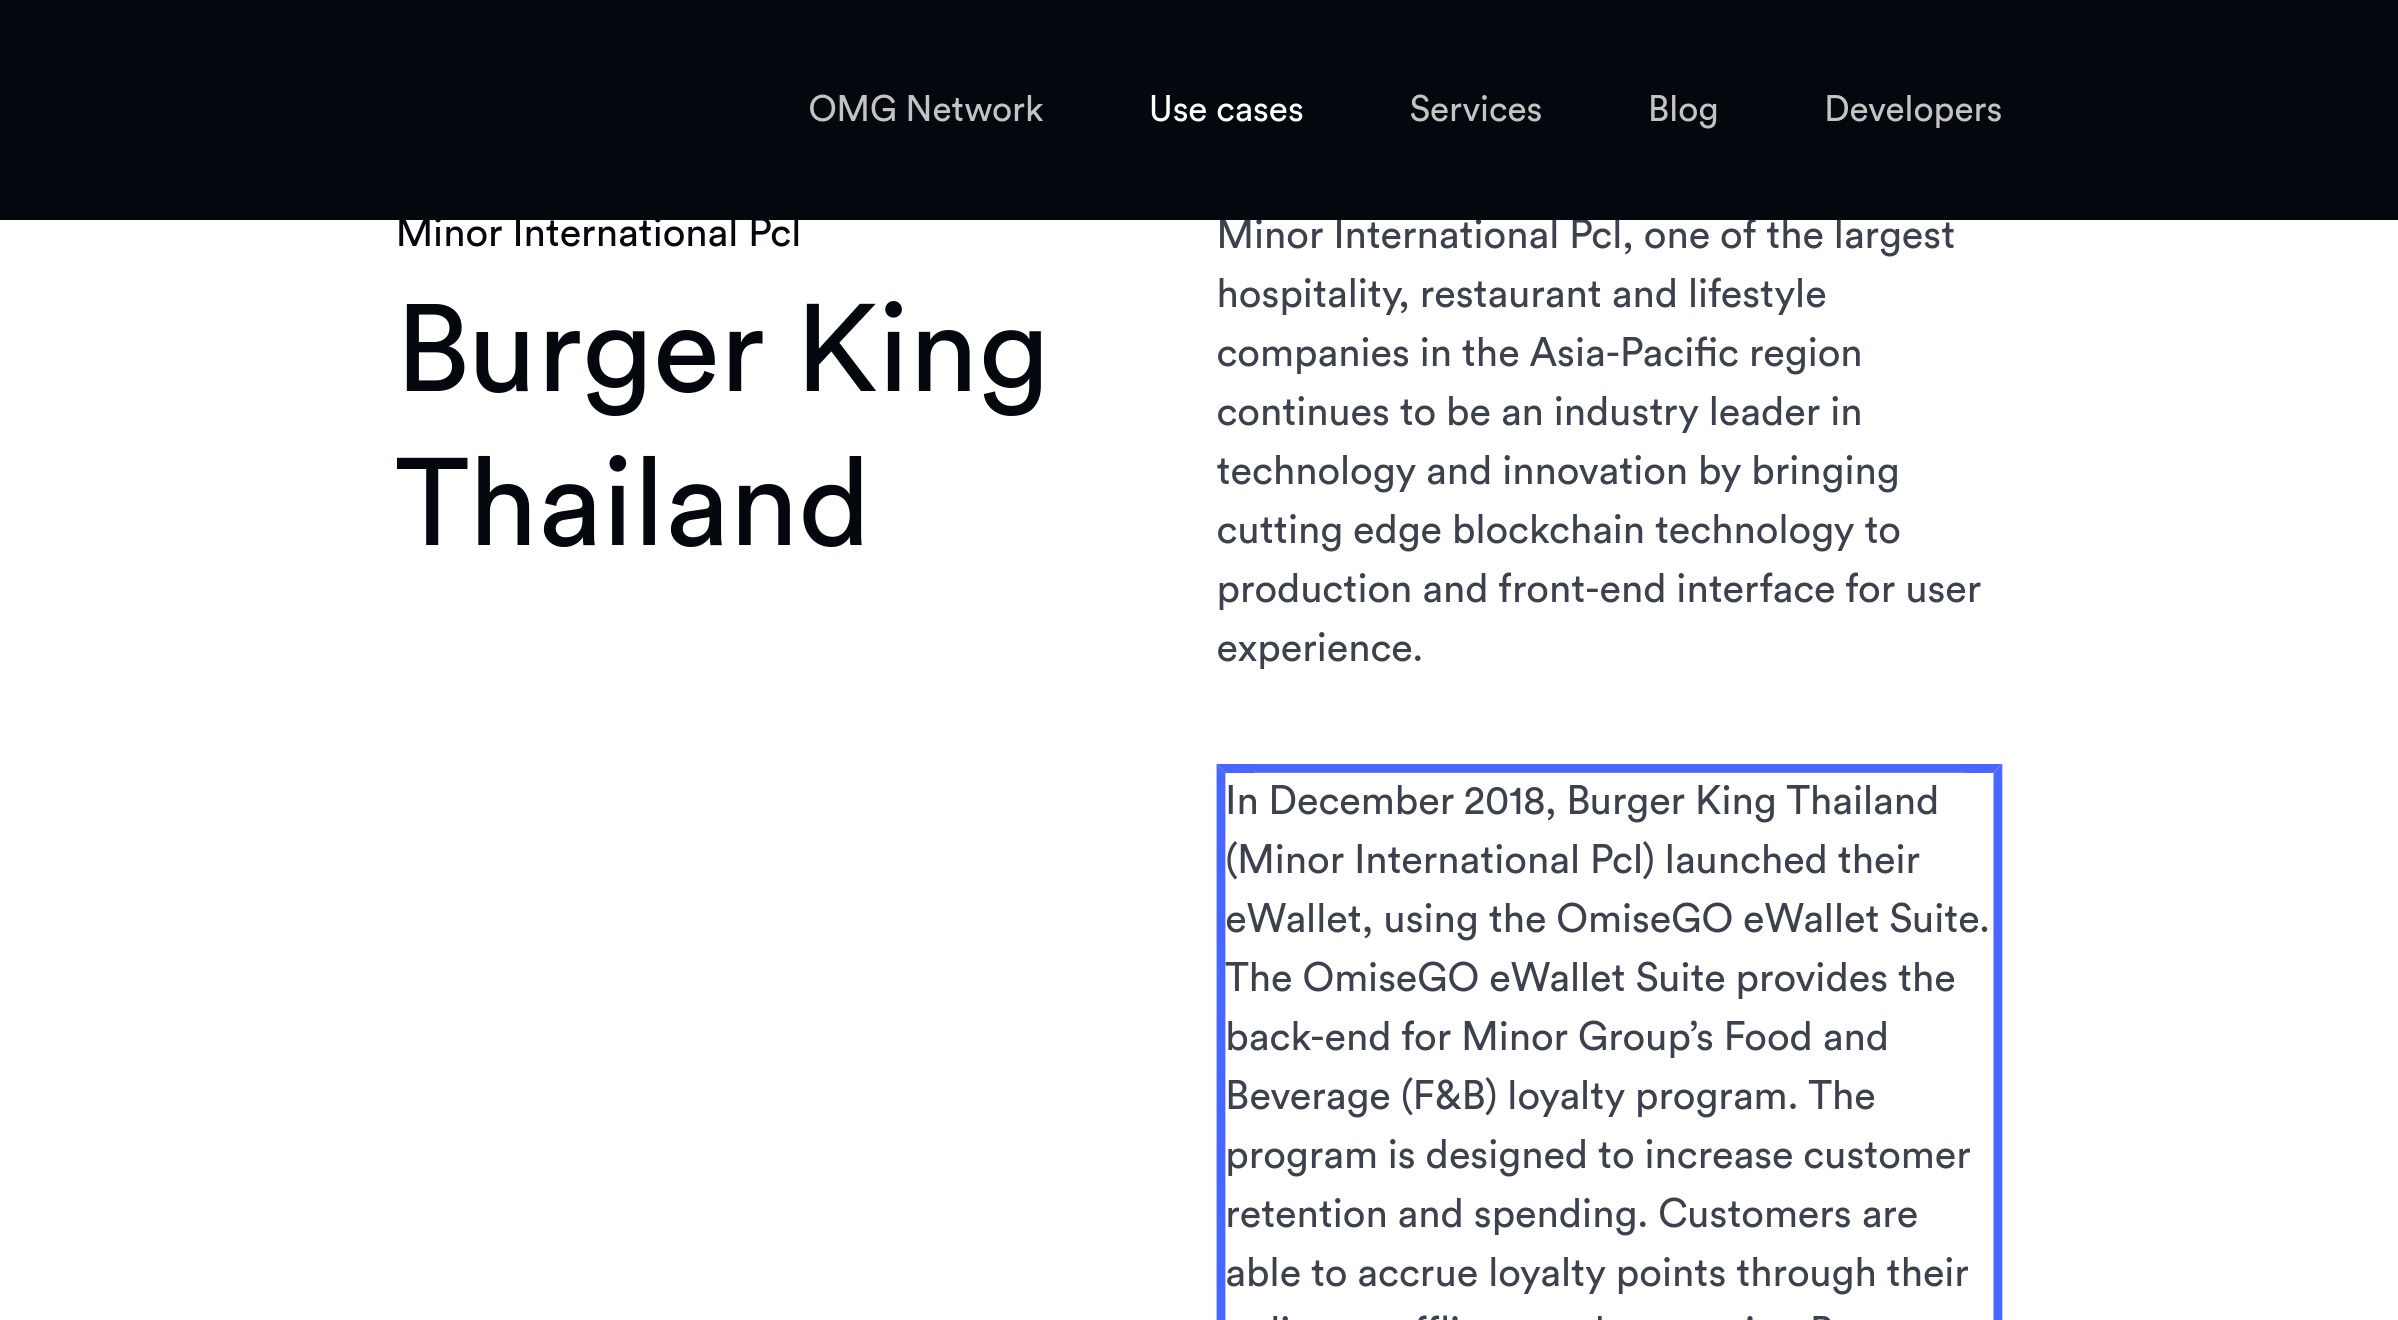 OMG Network
Use cases
Services
Blog
Developers
Minor International Pcl
Burger King
Thailand
Minor International Pcl, one of the largest
hospitality, restaurant and lifestyle
companies in the Asia-Pacific region
continues to be an industry leader in
technology and innovation by bringing
cutting edge blockchain technology to
production and front-end interface for user
experience.
In December 2018, Burger King Thailand
(Minor International Pcl) launched their
eWallet, using the OmiseGO eWallet Suite.
The OmiseGO eWallet Suite provides the
back-end for Minor Group’s Food and
Beverage (F&B) loyalty program. The
program is designed to increase customer
retention and spending. Customers are
able to accrue loyalty points through their